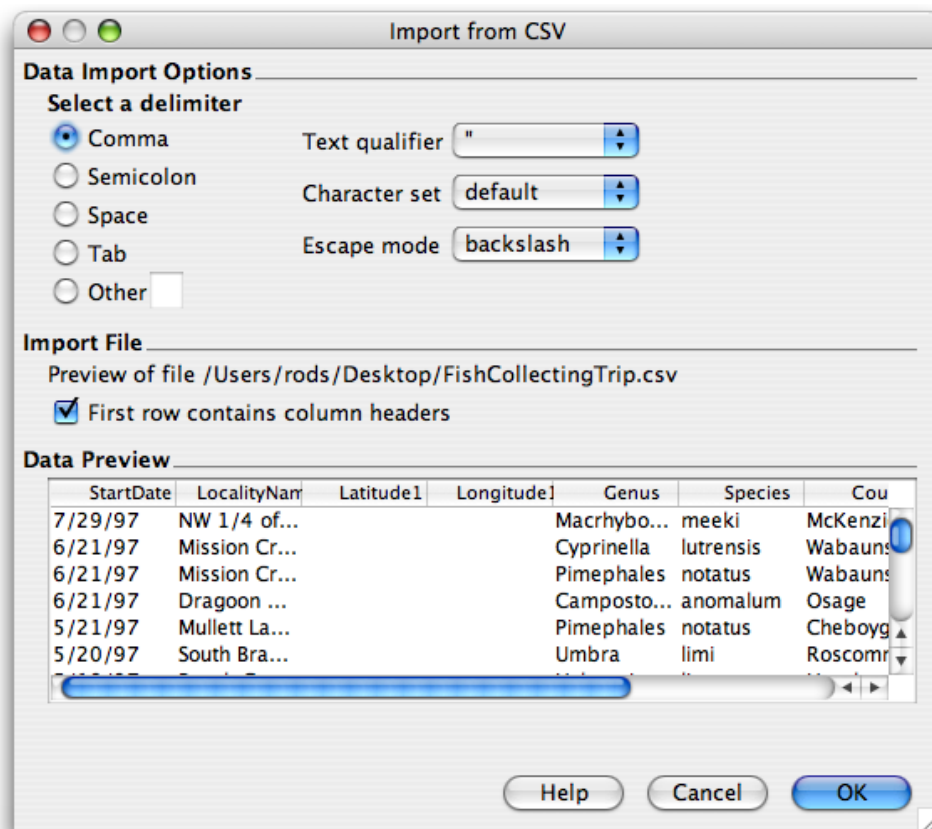 Import from CSV
Data Import Options
Select a delimiter
Comma
Semicolon
Space
Tab
Other
Text qualifier "
Character set default
Escape mode backslash
Import File
Preview of file /Users/rods/Desktop/FishCollectingTrip.csv
First row contains column headers
Data Preview
StartDate LocalityNam Latitude1 Longitude1 Genus Species Cou
7/29/97 NW 1/4 of... Macrhybo... meeki McKenzi
6/21/97 Mission Cr... Cyprinella lutrensis Wabauns
6/21/97 Mission Cr... Pimephales notatus Wabauns
6/21/97 Dragoon ... Camposto... anomalum Osage
5/21/97 Mullett La... Pimephales notatus Cheboyg
5/20/97 South Bra... Umbra limi Roscomr
Help Cancel OK